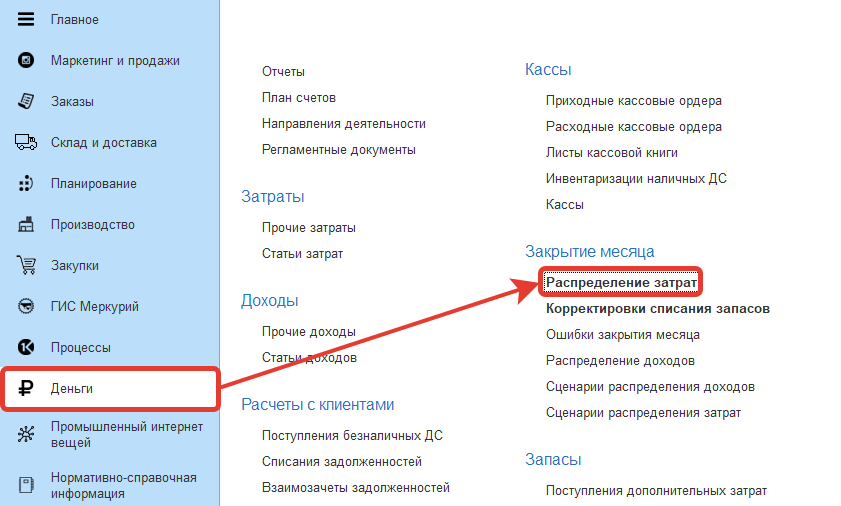 Главное
Маркетинг и продажи
Заказы
Склад и доставка
Планирование
Производство
Закупки
ГИС Меркурий
Процессы
Деньги
Промышленный интернет
вещей
Нормативно-справочная
информация
Отчеты
План счетов
Направления деятельности
Регламентные документы
Затраты
Прочие затраты
Статьи затрат
Доходы
Прочие доходы
Статьи доходов
Расчеты с клиентами
Поступления безналичных ДС
Списания задолженностей
Взаимозачеты задолженностей
Кассы
Приходные кассовые ордера
Расходные кассовые ордера
Листы кассовой книги
Инвентаризации наличных ДС
Кассы
Закрытие месяца
Распределение затрат
Корректировки списания запасов
Ошибки закрытия месяца
Распределение доходов
Сценарии распределения доходов
Сценарии распределения затрат
Запасы
Поступления дополнительных затрат